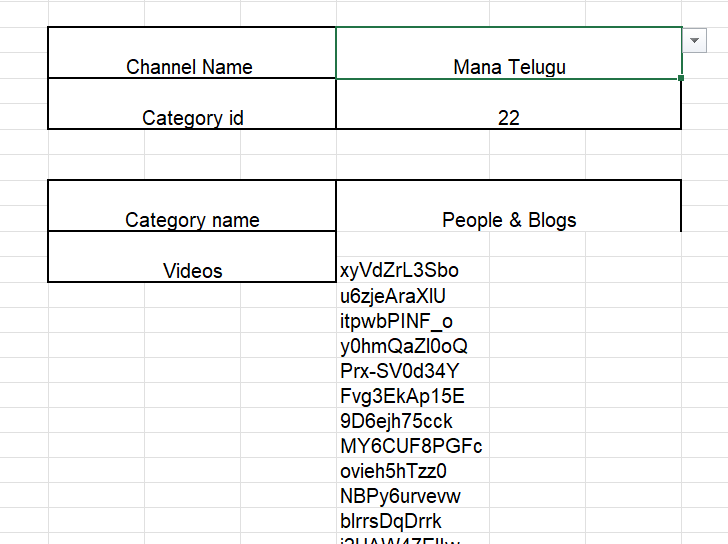 Channel Name Mana Telugu
Category id 22
Category name People & Blogs
Videos xyVdZrL3Sbo
u6zjeAraXlU
itpwbPINF_o
y0hmQaZl0oQ
Prx-SV0d34Y
Fvg3EkAp15E
9D6ejh75cck
MY6CUF8PGFc
ovieh5hTzz0
NBPy6urvevw
blrrsDqDrrk